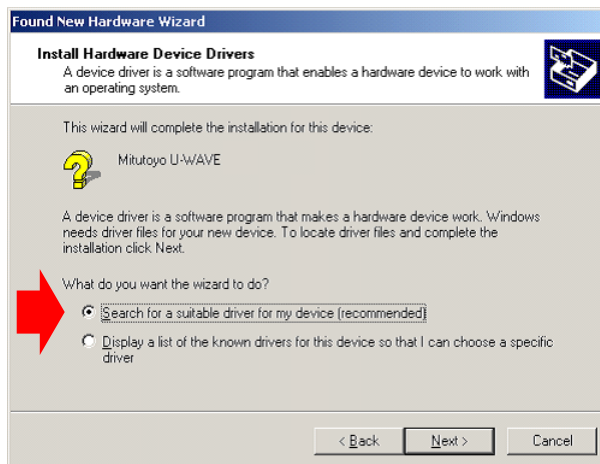 Found New Hardware Wizard
Install Hardware Device Drivers
A device driver is a software program that enables a hardware device to work with
an operating system.
This wizard will complete the installation for this device:
Mitutoyo U-WAVE
A device driver is a software program that makes a hardware device work. Windows
needs driver files for your new device. To locate driver files and complete the
installation click Next.
What do you want the wizard to do?
Search for a suitable driver for my device (recommended)
Display a list of the known drivers for this device so that I can choose a specific
driver
< Back
Next >
Cancel